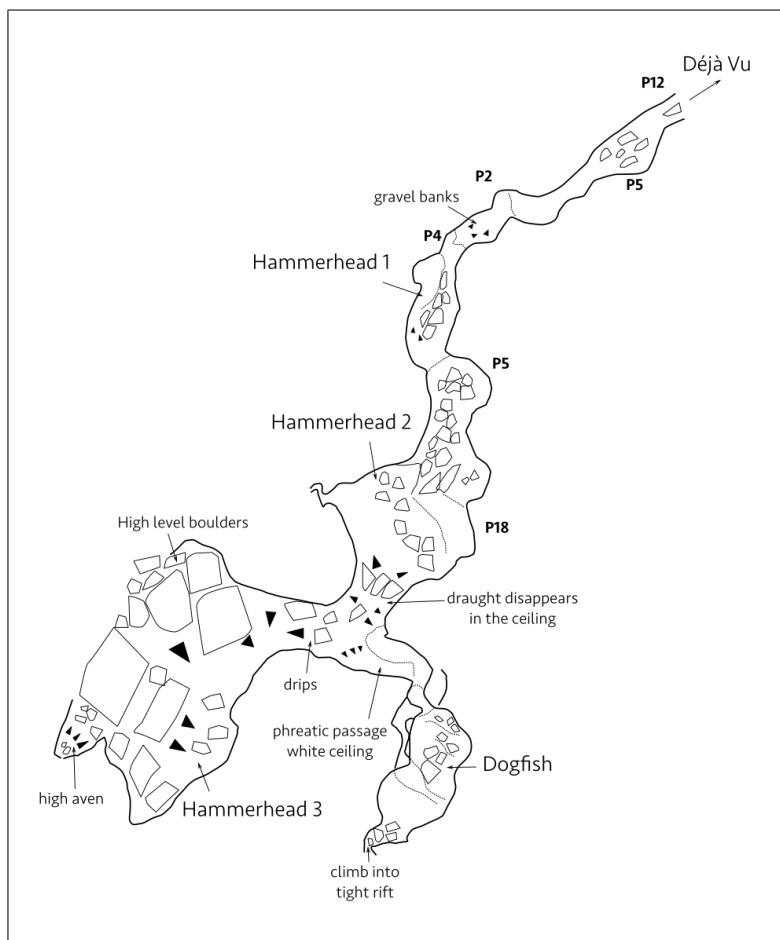 Déjà Vu
P12
P2
P5
gravel banks
P4
Hammerhead 1
P5
Hammerhead 2
High level boulders
P18
draught disappears
in the ceiling
drips
phreatic passage
white ceiling
Dogfish
high aven
Hammerhead 3
climb into
tight rift